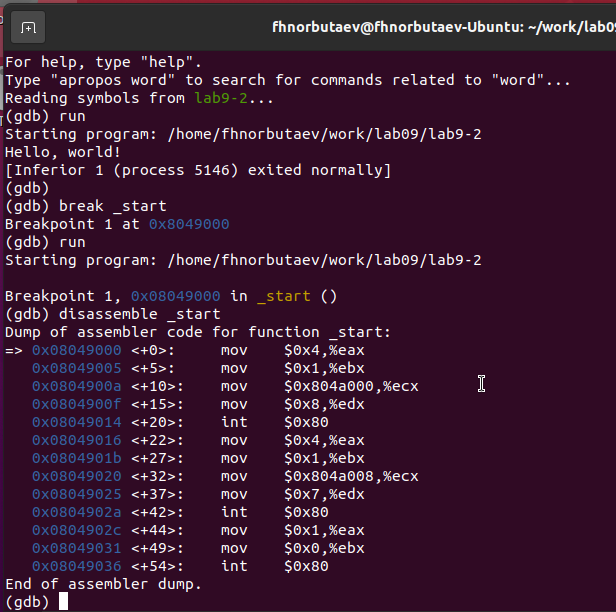 fhnorbutaev@fhnorbutaev-Ubuntu: ~/work/lab09
For help, type "help".
Type "apropos word" to search for commands related to "word"...
Reading symbols from lab9-2...
(gdb) run
Starting program: /home/fhnorbutaev/work/lab09/lab9-2
Hello, world!
[Inferior 1 (process 5146) exited normally]
(gdb)
(gdb) break _start
Breakpoint 1 at 0x8049000
(gdb) run
Starting program: /home/fhnorbutaev/work/lab09/lab9-2

Breakpoint 1, 0x08049000 in _start ()
(gdb) disassemble _start
Dump of assembler code for function _start:
=> 0x08049000 <+0>:     mov    $0x4,%eax
   0x08049005 <+5>:     mov    $0x1,%ebx
   0x0804900a <+10>:    mov    $0x804a000,%ecx
   0x0804900f <+15>:    mov    $0x8,%edx
   0x08049014 <+20>:    int    $0x80
   0x08049016 <+22>:    mov    $0x4,%eax
   0x0804901b <+27>:    mov    $0x1,%ebx
   0x08049020 <+32>:    mov    $0x804a008,%ecx
   0x08049025 <+37>:    mov    $0x7,%edx
   0x0804902a <+42>:    int    $0x80
   0x0804902c <+44>:    mov    $0x1,%eax
   0x08049031 <+49>:    mov    $0x0,%ebx
   0x08049036 <+54>:    int    $0x80
End of assembler dump.
(gdb)